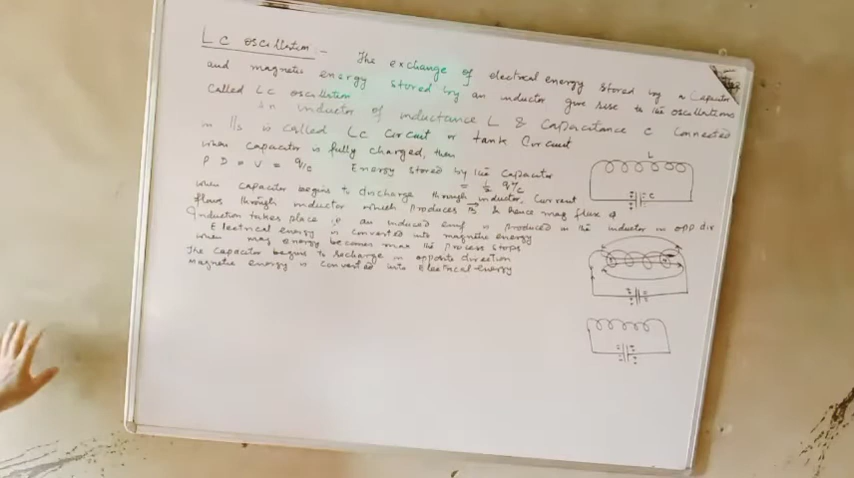 Lc oscillation :- The exchange of electrical energy stored by a Capacitor
and magnetic energy stored by an inductor give rise to the oscillations
Called Lc oscillation
In inductor of inductance L & Capacitance C Connected
in 11s is Called Lc Circuit or tank Circuit
when capacitor is fully charged, then
P D = V = q/c Energy stored by the Capacitor
= 1/2 q²/c
when capacitor begins to discharge through inductor, Current
flows through inductor which produces B & hence mag flux φ
Induction takes place i.e an induced emf is produced in the inductor in opp dir
Electrical energy is converted into magnetic energy
when mag energy becomes max the process stops
The Capacitor begins to recharge in opposite direction
magnetic energy is converted into Electrical energy
L
C